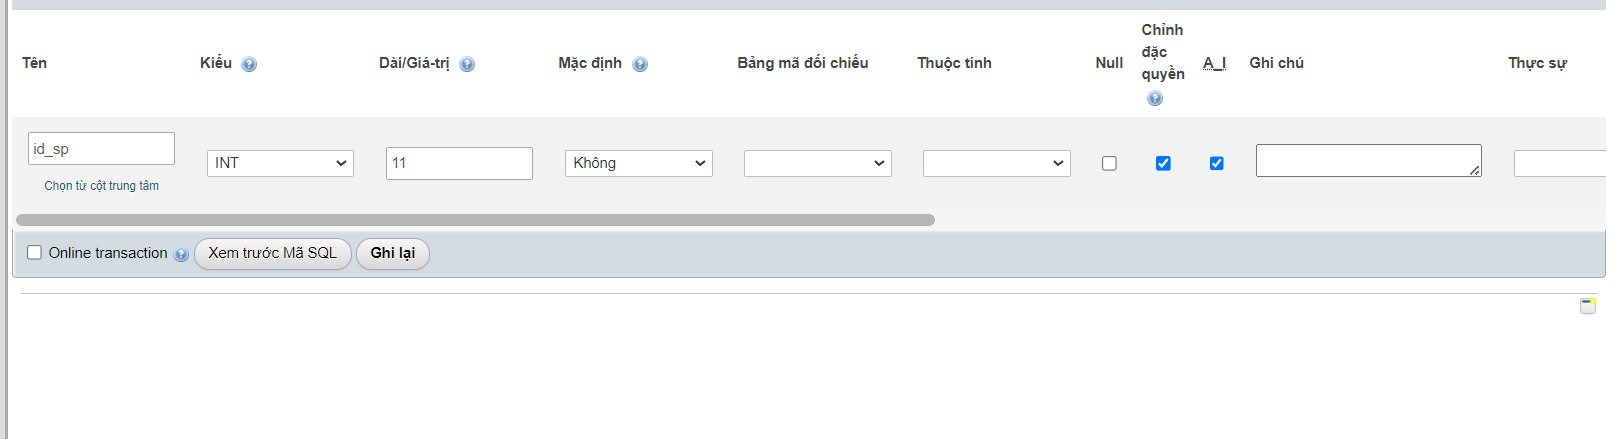 Tên
Kiểu
Dài/Giá-trị
Mặc định
Bảng mã đối chiếu
Thuộc tính
Null
Chỉnh
đặc
quyền
A_I
Ghi chú
Thực sự
id_sp
INT
11
Không
Chọn từ cột trung tâm
Online transaction
Xem trước Mã SQL
Ghi lại